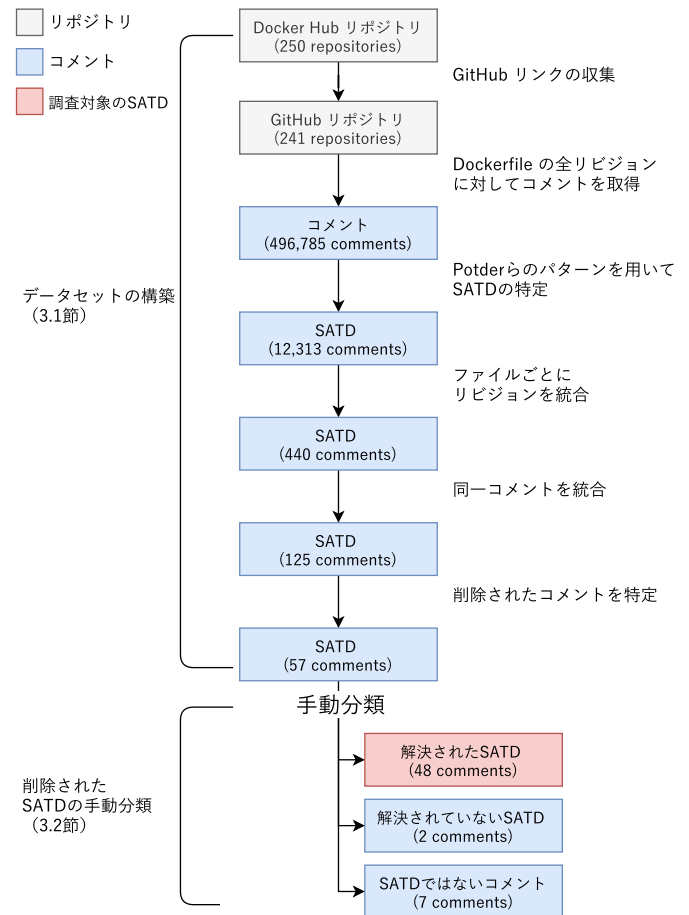 リポジトリ
コメント
調査対象のSATD
Docker Hub リポジトリ
(250 repositories)
GitHub リンクの収集
GitHub リポジトリ
(241 repositories)
Dockerfile の全リビジョン
に対してコメントを取得
コメント
(496,785 comments)
Potderらのパターンを用いて
SATDの特定
データセットの構築
（3.1節）
SATD
(12,313 comments)
ファイルごとに
リビジョンを統合
SATD
(440 comments)
同一コメントを統合
SATD
(125 comments)
削除されたコメントを特定
SATD
(57 comments)
手動分類
削除された
SATDの手動分類
（3.2節）
解決されたSATD
(48 comments)
解決されていないSATD
(2 comments)
SATDではないコメント
(7 comments)